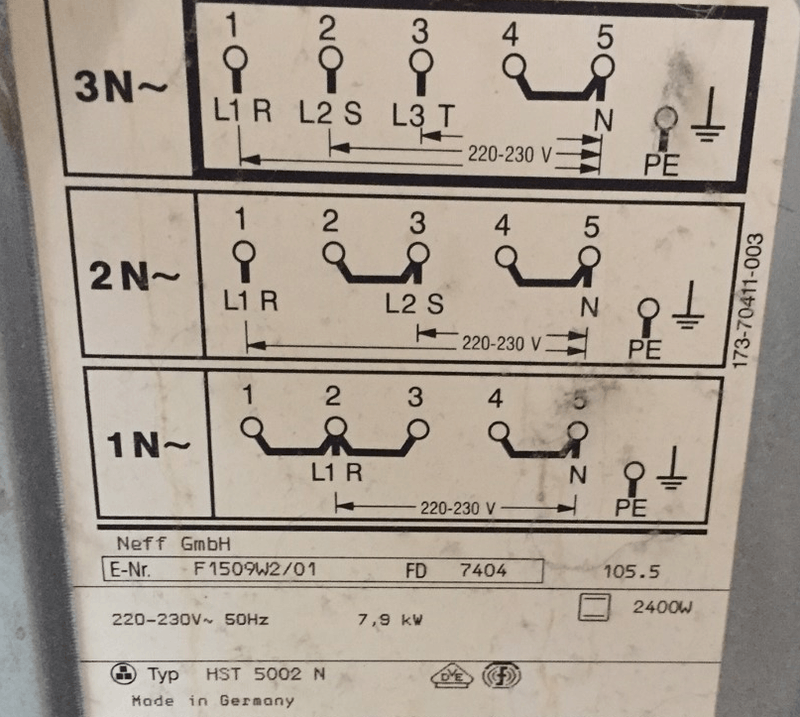 1 2 3 4 5
3N~
L1 R L2 S L3 T N
220-230 V
PE
1 2 3 4 5
2N~
L1 R L2 S N
220-230 V
PE
173-70411-003
1 2 3 4 5
1N~
L1 R N
220-230 V
PE
Neff GmbH
E-Nr. F1509W2/01 FD 7404 105.5
220-230V~ 50Hz 7,9 kW 2400W
Typ HST 5002 N DVE
Made in Germany